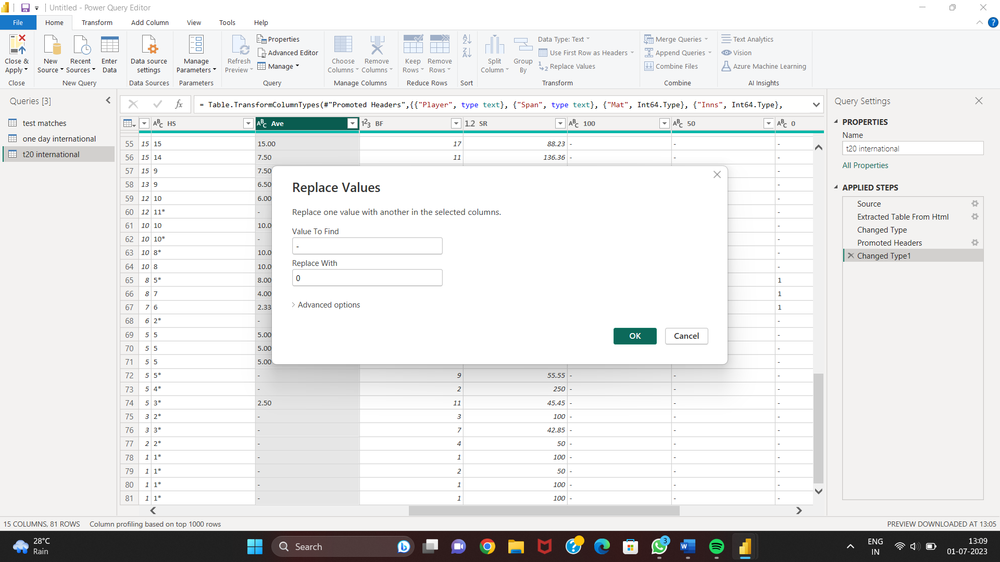 Untitled - Power Query Editor
File Home Transform Add Column View Tools Help
Close & Apply
Close
New Source
Recent Sources
Enter Data
New Query
Data source settings
Data Sources
Manage Parameters
Parameters
Refresh Preview
Properties
Advanced Editor
Manage
Query
Choose Columns
Remove Columns
Manage Columns
Keep Rows
Remove Rows
Reduce Rows
Sort
Split Column
Group By
Data Type: Text
Use First Row as Headers
Replace Values
Transform
Merge Queries
Append Queries
Combine Files
Combine
Text Analytics
Vision
Azure Machine Learning
AI Insights
Queries [3]
test matches
one day international
t20 international
fx = Table.TransformColumnTypes(#"Promoted Headers",{{"Player", type text}, {"Span", type text}, {"Mat", Int64.Type}, {"Inns", Int64.Type},
ABC HS ABC Ave 123 BF 1.2 SR ABC 100 ABC 50 ABC 0
55 15 15 15.00 17 88.23 - - -
56 15 14 7.50 11 136.36 - - -
57 15 9 7.50 -
58 13 9 6.50 -
59 12 10 6.00 -
60 12 11* - -
61 10 10 10.0 -
62 10 10* - -
63 10 8* 10.0 -
64 10 8 10.0 -
65 8 5* 8.00 1
66 8 7 4.00 1
67 7 6 2.33 1
68 6 2* - -
69 5 5 5.00 -
70 5 5 5.00 -
71 5 5 5.00 -
72 5 5* - 9 55.55 - - -
73 5 4* - 2 250 - - -
74 5 3* 2.50 11 45.45 - - -
75 3 2* - 3 100 - - -
76 3 3* - 7 42.85 - - -
77 2 2* - 4 50 - - -
78 1 1* - 1 100 - - -
79 1 1* - 2 50 - - -
80 1 1* - 1 100 - - -
81 1 1* - 1 100 - - -
Replace Values
Replace one value with another in the selected columns.
Value To Find
-
Replace With
0
Advanced options
OK Cancel
Query Settings
PROPERTIES
Name
t20 international
All Properties
APPLIED STEPS
Source
Extracted Table From Html
Changed Type
Promoted Headers
Changed Type1
15 COLUMNS, 81 ROWS Column profiling based on top 1000 rows
PREVIEW DOWNLOADED AT 13:05
28°C
Rain
Search
3
ENG
IN
13:09
01-07-2023